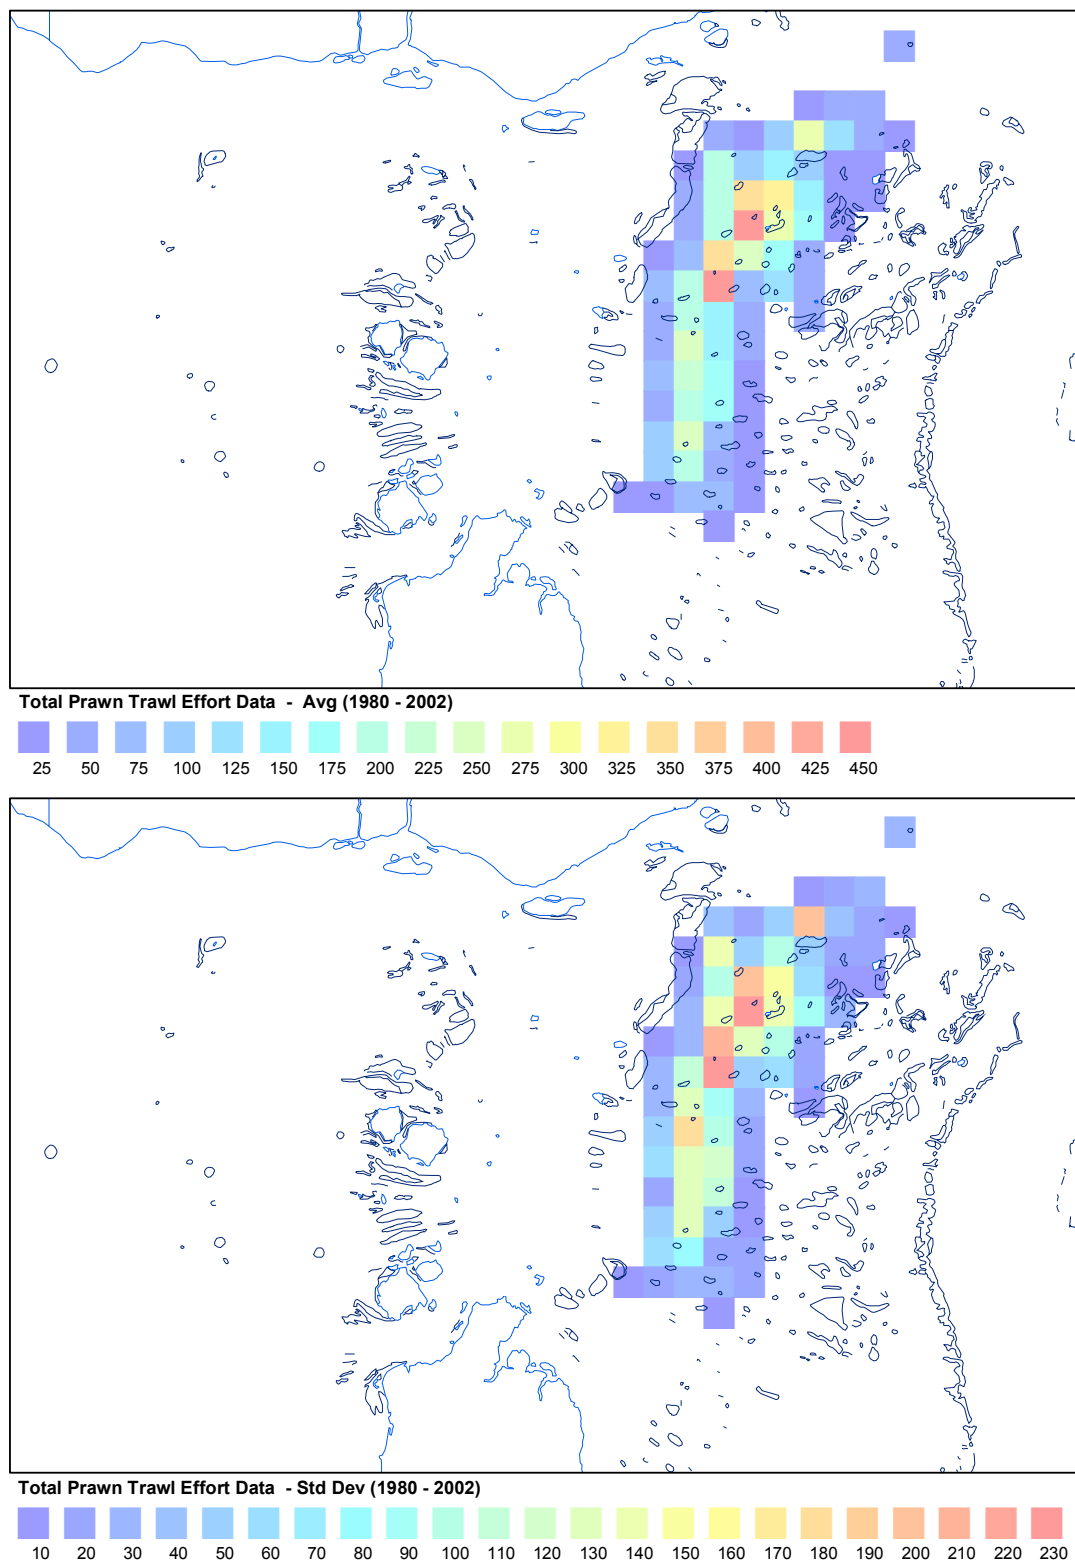 Total Prawn Trawl Effort Data - Avg (1980 - 2002)
25 50 75 100 125 150 175 200 225 250 275 300 325 350 375 400 425 450
Total Prawn Trawl Effort Data - Std Dev (1980 - 2002)
10 20 30 40 50 60 70 80 90 100 110 120 130 140 150 160 170 180 190 200 210 220 230